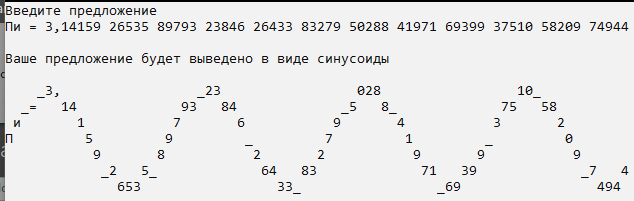 Введите предложение
Пи = 3,14159 26535 89793 23846 26433 83279 50288 41971 69399 37510 58209 74944
Ваше предложение будет выведено в виде синусоиды
_3, _23 028 10_
_= 14 93 84 _5 8_ 75 58
и 1 7 6 9 4 3 2
П 5 9 _ 7 1 _ 0
9 8 2 2 9 9 9
_2 5_ 64 83 71 39 _7 4
653 33_ _69 494